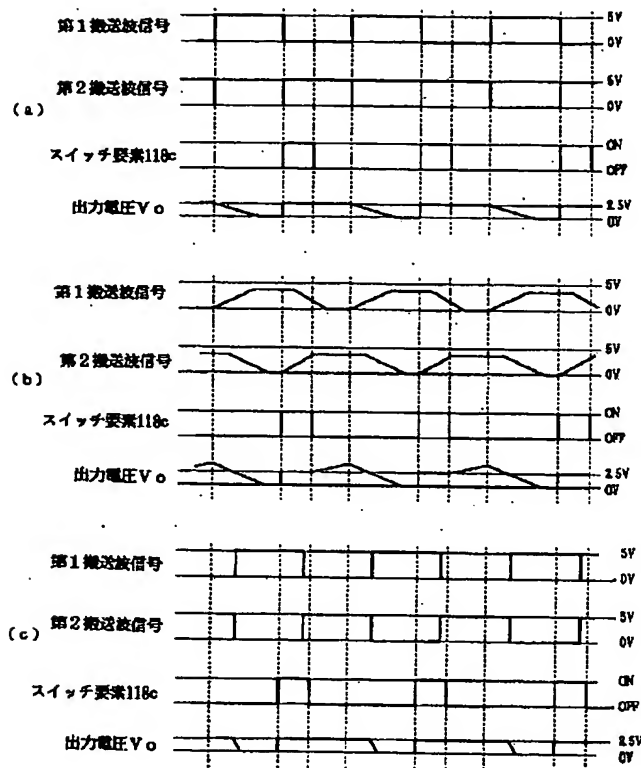 第1搬送波信号 5V
0V
第2搬送波信号 5V
0V
(a)
スイッチ要素118c ON
OFF
出力電圧Vo 2.5V
0V
第1搬送波信号 5V
0V
第2搬送波信号 5V
0V
(b)
スイッチ要素118c ON
OFF
出力電圧Vo 2.5V
0V
第1搬送波信号 5V
0V
第2搬送波信号 5V
0V
(c)
スイッチ要素118c ON
OFF
出力電圧Vo 2.5V
0V